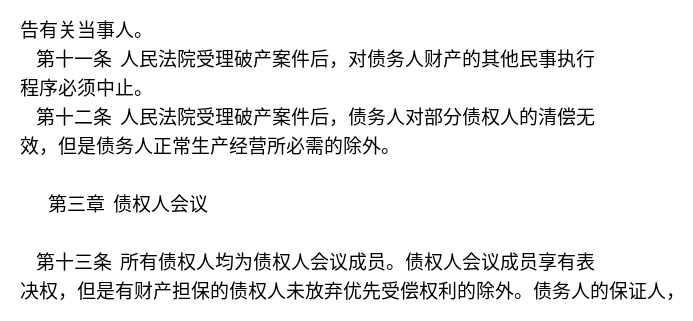 告有关当事人。
第十一条 人民法院受理破产案件后，对债务人财产的其他民事执行
程序必须中止。
第十二条 人民法院受理破产案件后，债务人对部分债权人的清偿无
效，但是债务人正常生产经营所必需的除外。
第三章 债权人会议
第十三条 所有债权人均为债权人会议成员。债权人会议成员享有表
决权，但是有财产担保的债权人未放弃优先受偿权利的除外。债务人的保证人，